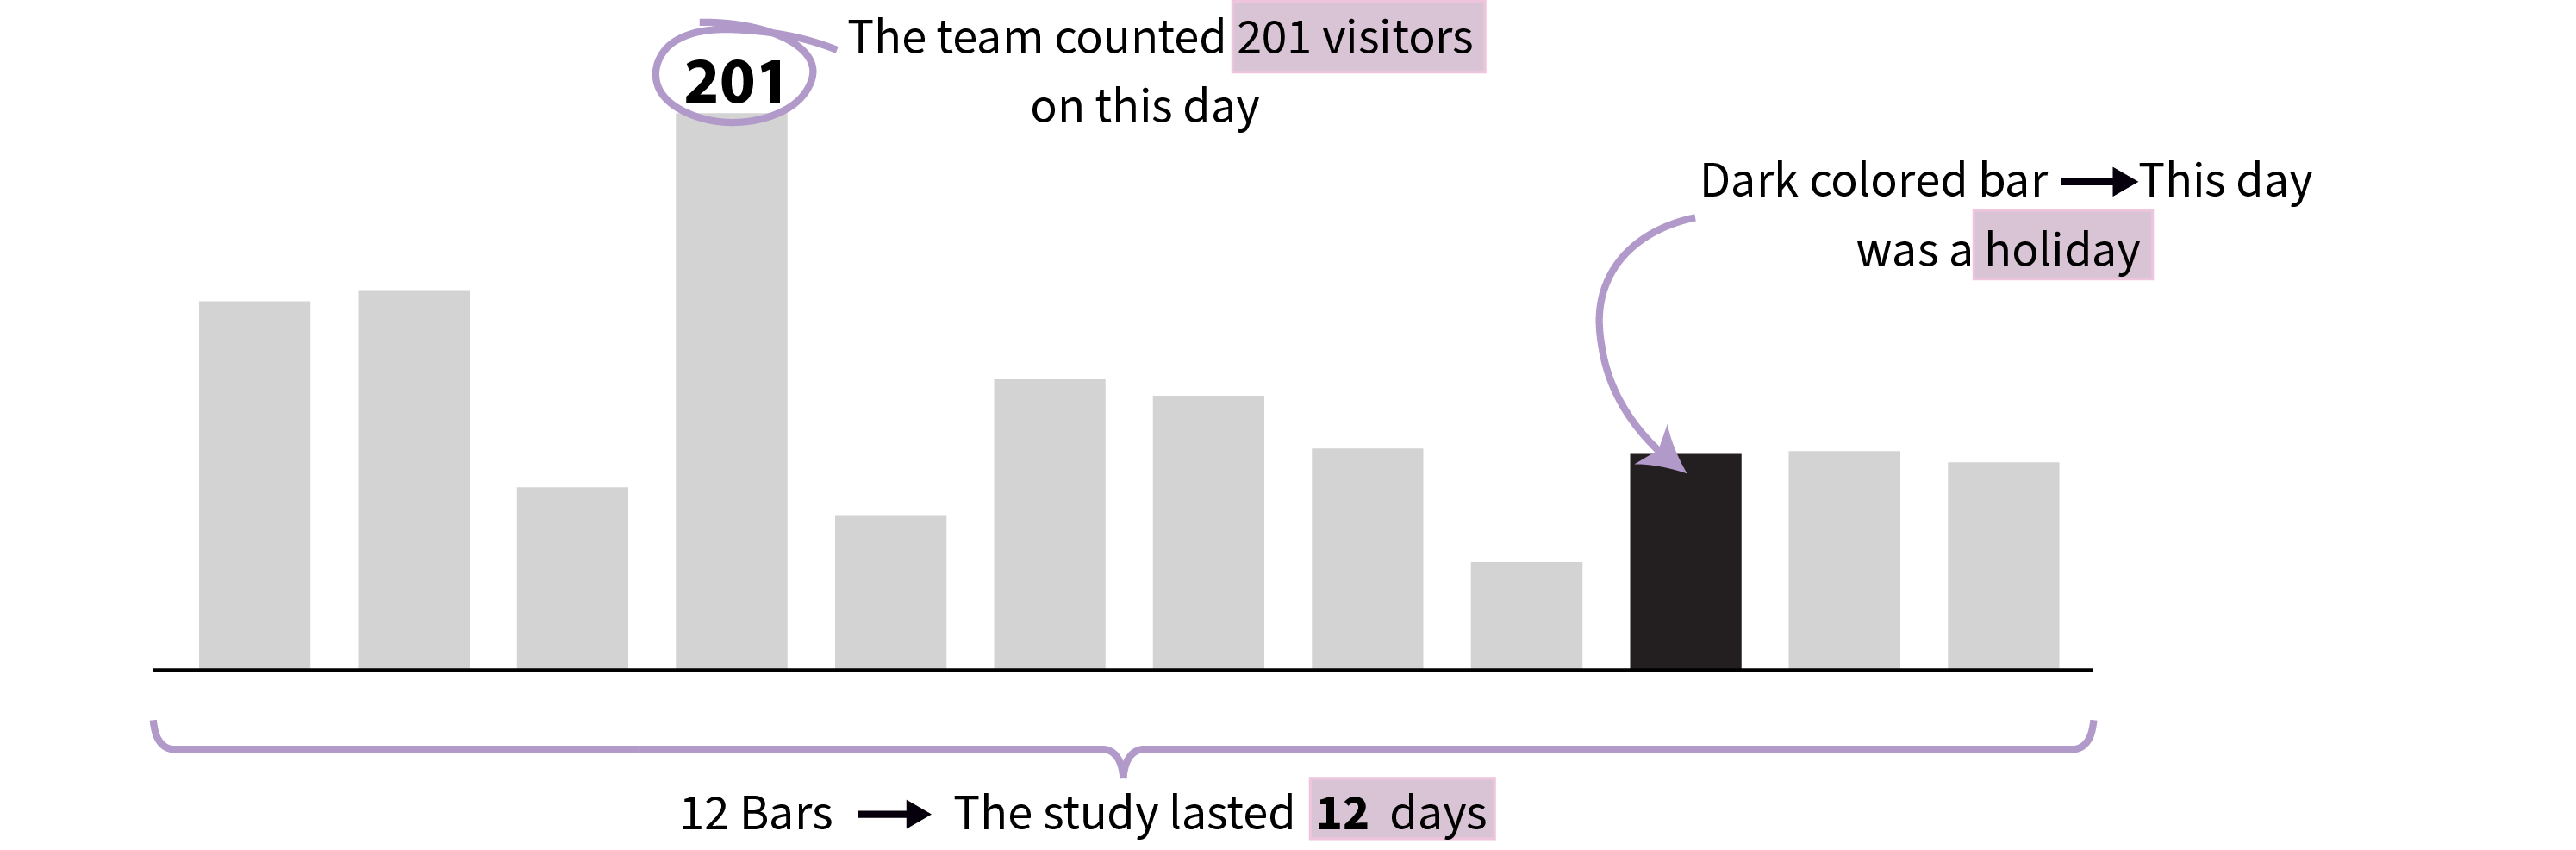 201
The team counted 201 visitors
on this day
Dark colored bar → This day
was a holiday
12 Bars → The study lasted 12 days